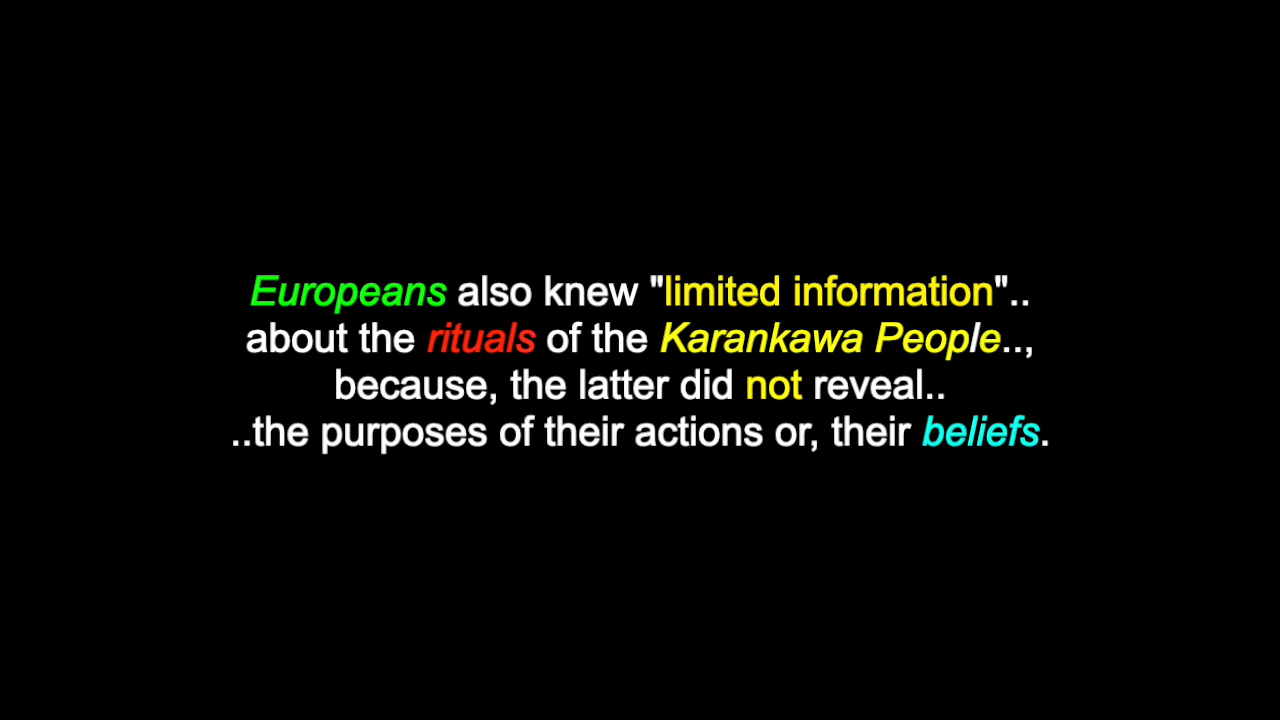 Europeans also knew "limited information"..
about the rituals of the Karankawa People..,
because, the latter did not reveal..
..the purposes of their actions or, their beliefs.